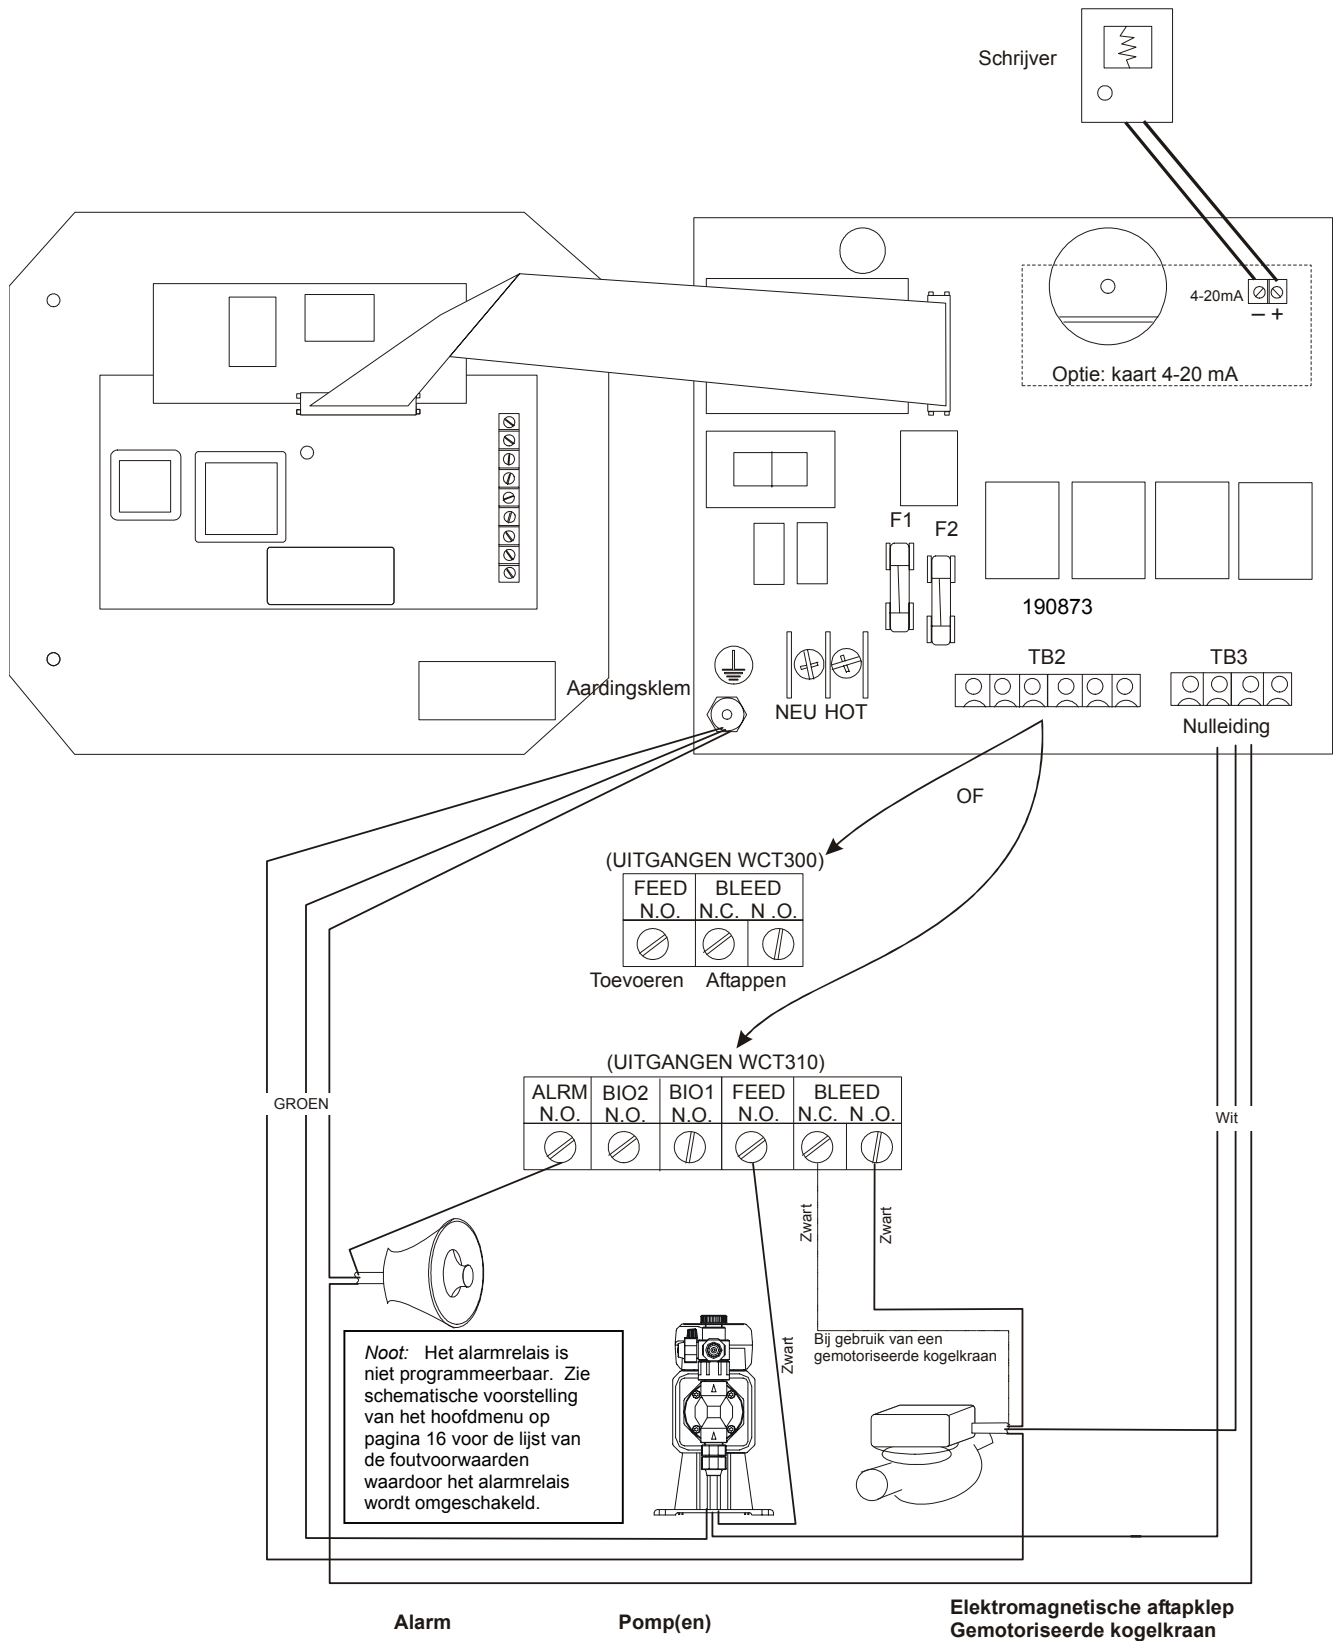 Schrijver
4-20mA
– +
Optie: kaart 4-20 mA
F1
F2
190873
TB2
TB3
Aardingsklem
NEU HOT
Nulleiding
OF
(UITGANGEN WCT300)
FEED BLEED
N.O. N.C. N .O.
Toevoeren Aftappen
(UITGANGEN WCT310)
ALRM BIO2 BIO1 FEED BLEED
N.O. N.O. N.O. N.O. N.C. N .O.
GROEN
Wit
Zwart
Zwart
Zwart
Bij gebruik van een
gemotoriseerde kogelkraan
Noot: Het alarmrelais is
niet programmeerbaar. Zie
schematische voorstelling
van het hoofdmenu op
pagina 16 voor de lijst van
de foutvoorwaarden
waardoor het alarmrelais
wordt omgeschakeld.
Alarm
Pomp(en)
Elektromagnetische aftapklep
Gemotoriseerde kogelkraan